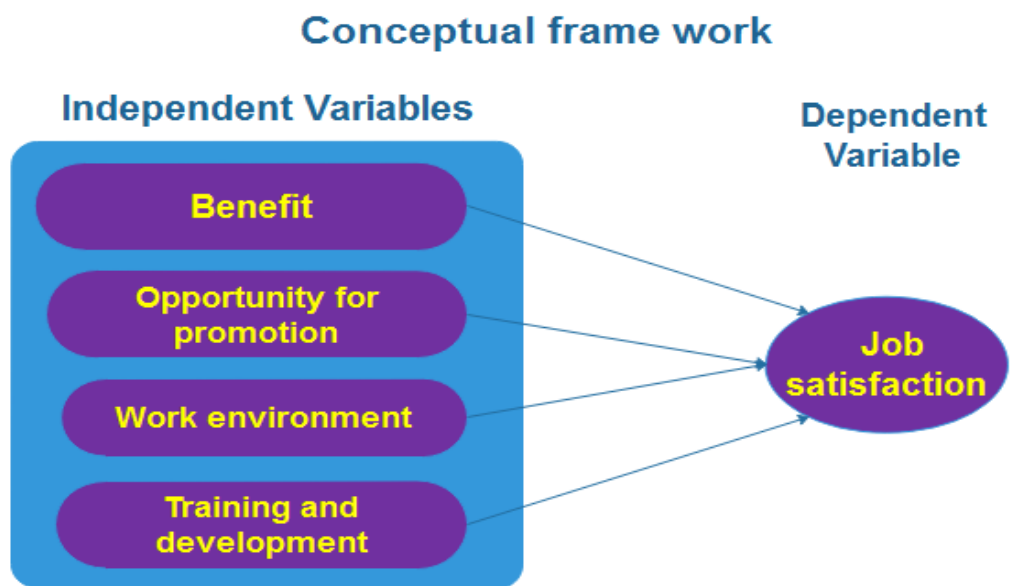 Conceptual frame work
Independent Variables
Dependent
Variable
Benefit
Opportunity for
promotion
Work environment
Training and
development
Job
satisfaction